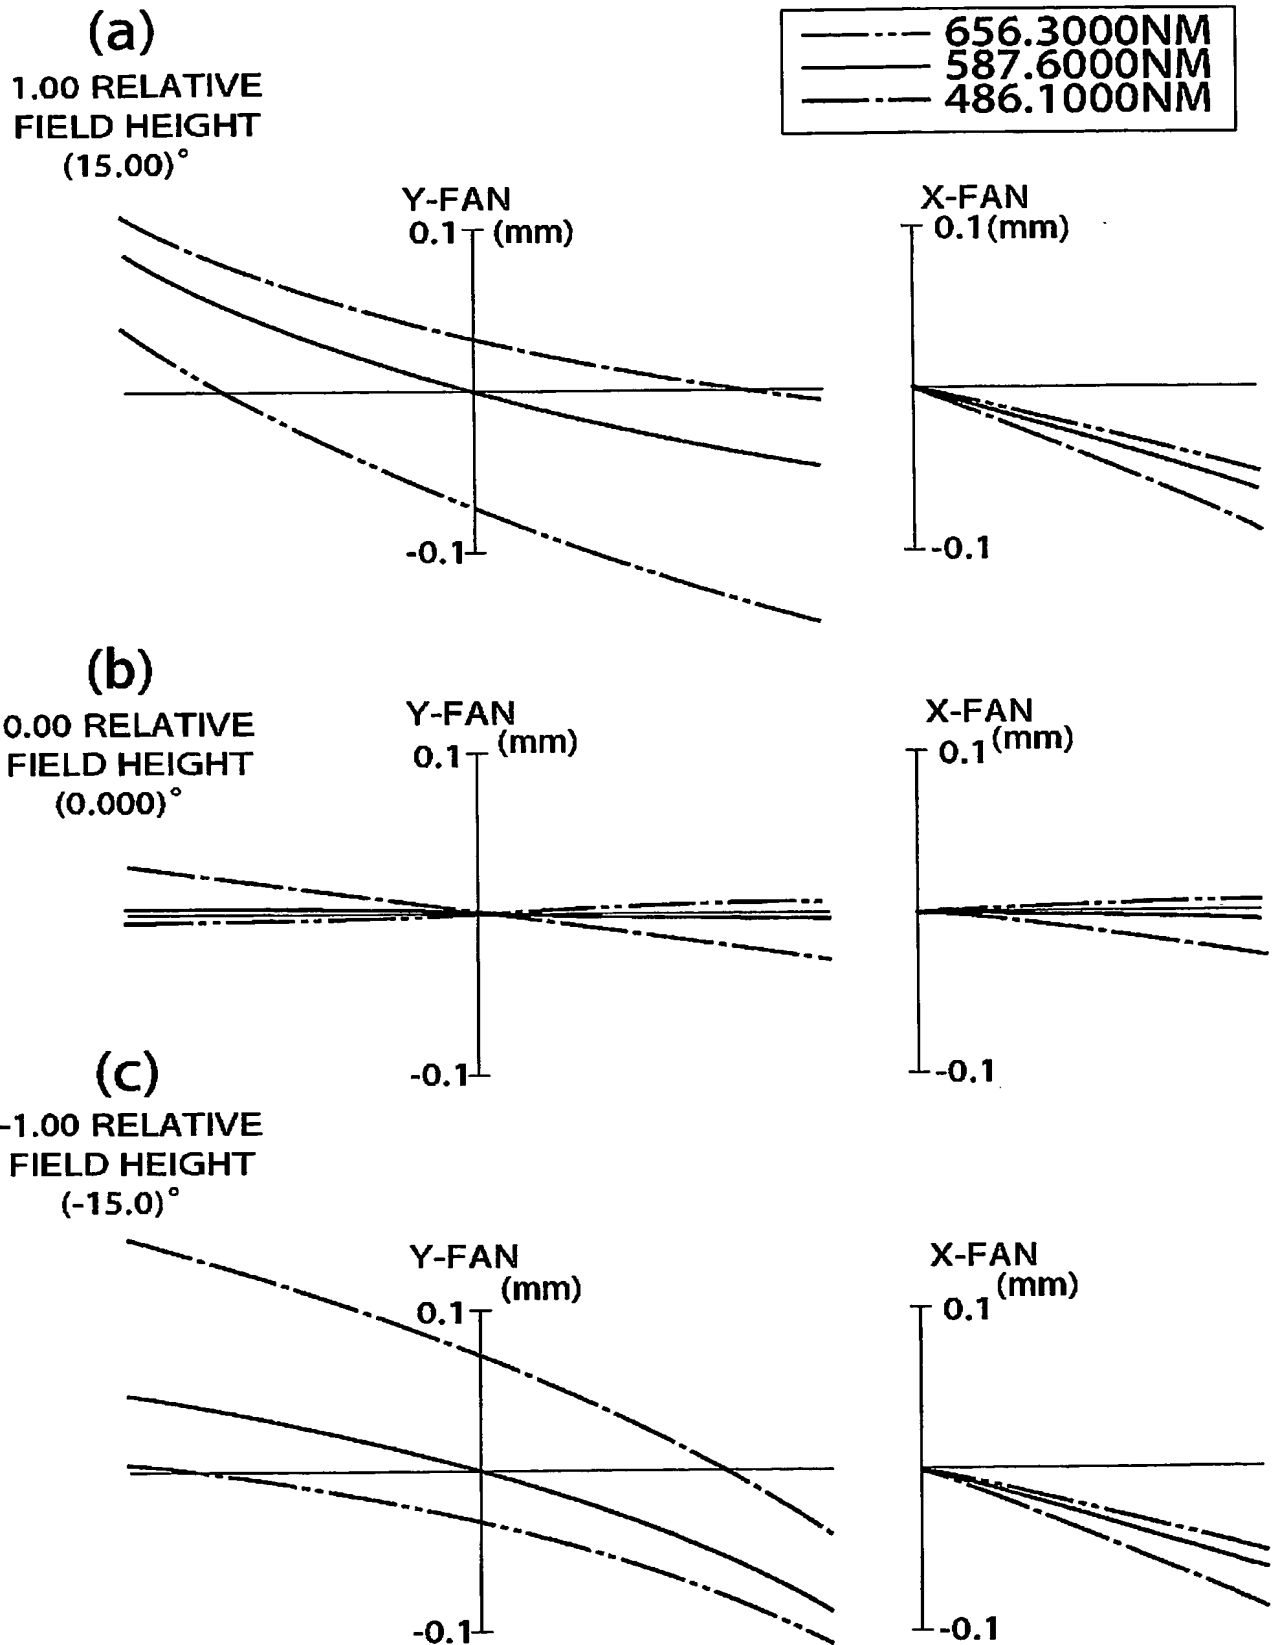 (a)
1.00 RELATIVE
FIELD HEIGHT
(15.00)°
656.3000NM
587.6000NM
486.1000NM
Y-FAN
0.1 (mm)
-0.1
X-FAN
0.1(mm)
-0.1
(b)
0.00 RELATIVE
FIELD HEIGHT
(0.000)°
Y-FAN
0.1 (mm)
-0.1
X-FAN
0.1 (mm)
-0.1
(c)
-1.00 RELATIVE
FIELD HEIGHT
(-15.0)°
Y-FAN
(mm)
0.1
-0.1
X-FAN
(mm)
0.1
-0.1